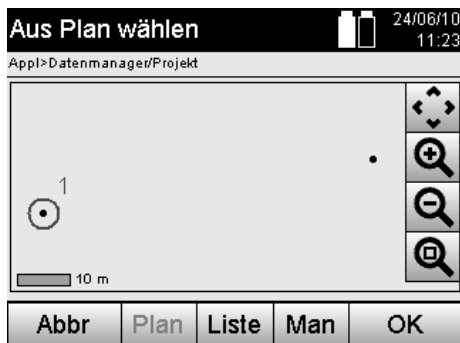 Aus Plan wählen
24/06/10
11:23
Appl>Datenmanager/Projekt
1
10 m
Abbr Plan Liste Man OK